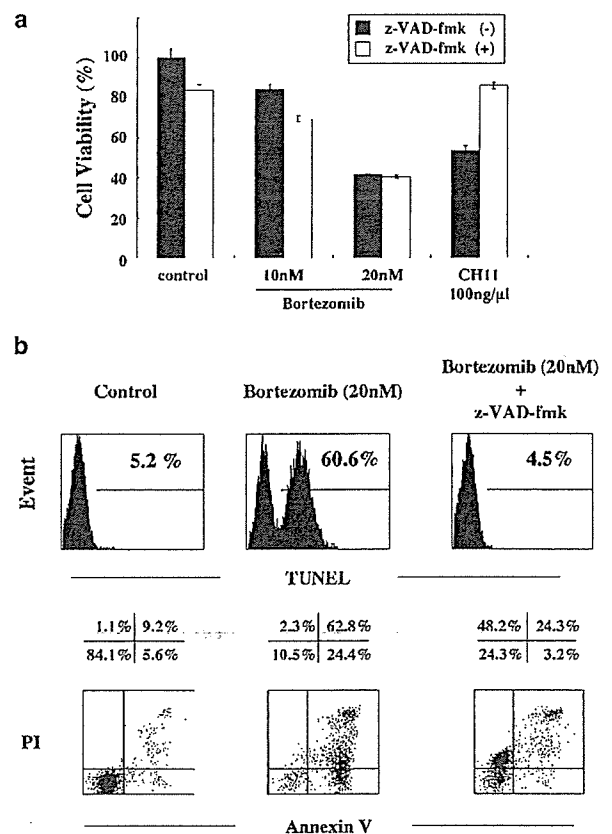 a
z-VAD-fmk (-)
z-VAD-fmk (+)
Cell Viability (%)
100
80
60
40
20
0
control
10nM
20nM
CH11
100ng/μl
Bortezomib
b
Control
Bortezomib (20nM)
Bortezomib (20nM)
+
z-VAD-fmk
Event
5.2 %
60.6%
4.5%
TUNEL
1.1% 9.2%
84.1% 5.6%
2.3% 62.8%
10.5% 24.4%
48.2% 24.3%
24.3% 3.2%
PI
Annexin V